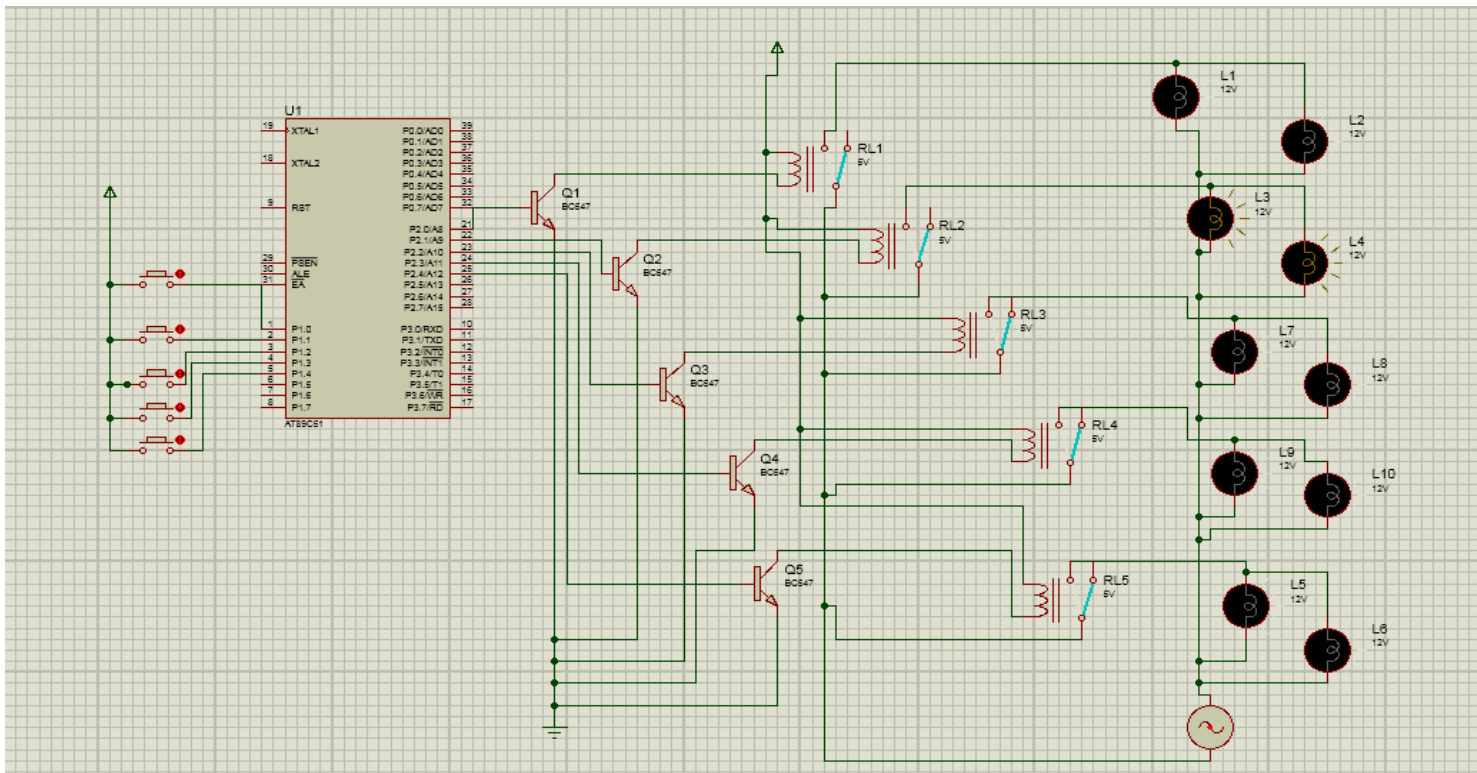 U1
19
XTAL1
18
XTAL2
9
RST
29
PSEN
30
ALE
31
EA
1
P1.0
2
P1.1
3
P1.2
4
P1.3
5
P1.4
6
P1.5
7
P1.6
8
P1.7
P0.0/AD0
39
P0.1/AD1
38
P0.2/AD2
37
P0.3/AD3
36
P0.4/AD4
35
P0.5/AD5
34
P0.6/AD6
33
P0.7/AD7
32
P2.0/A8
21
P2.1/A9
22
P2.2/A10
23
P2.3/A11
24
P2.4/A12
25
P2.5/A13
26
P2.6/A14
27
P2.7/A15
28
P3.0/RXD
10
P3.1/TXD
11
P3.2/INT0
12
P3.3/INT1
13
P3.4/T0
14
P3.5/T1
15
P3.6/WR
16
P3.7/RD
17
AT89C51
Q1
BC547
Q2
BC547
Q3
BC547
Q4
BC547
Q5
BC547
RL1
5V
RL2
5V
RL3
5V
RL4
5V
RL5
5V
L1
12V
L2
12V
L3
12V
L4
12V
L7
12V
L8
12V
L9
12V
L10
12V
L5
12V
L6
12V